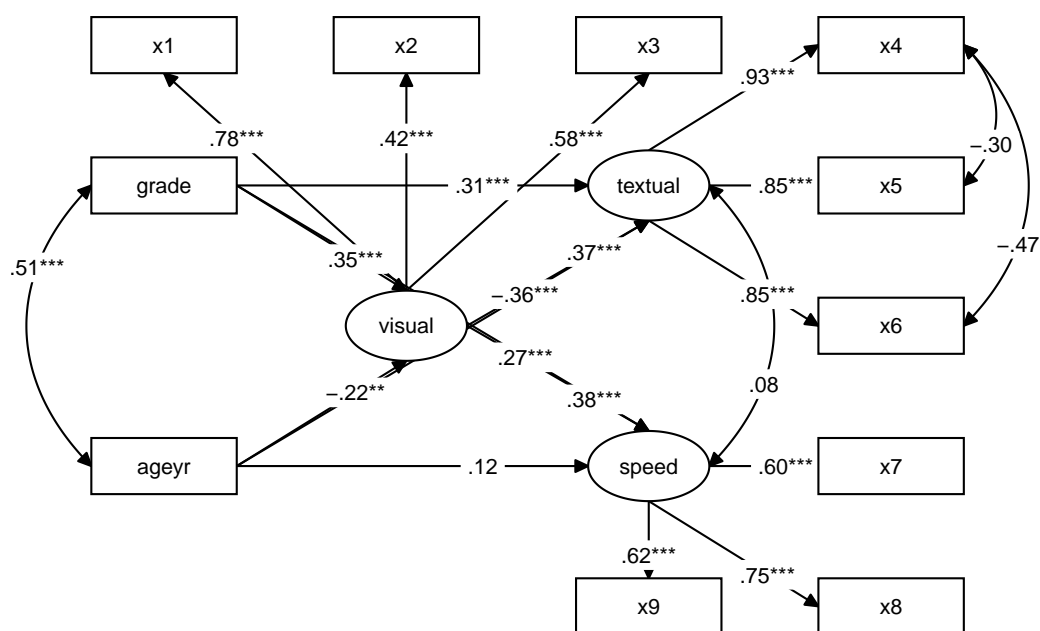 x1
x2
x3
x4
.93***
.78***
.42***
.58***
−.30
grade
.31***
textual
.85***
x5
−.47
.51***
.35***
.37***
−.36***
.85***
visual
x6
.27***
−.22**
.38***
.08
ageyr
.12
speed
.60***
x7
.62***
.75***
x9
x8